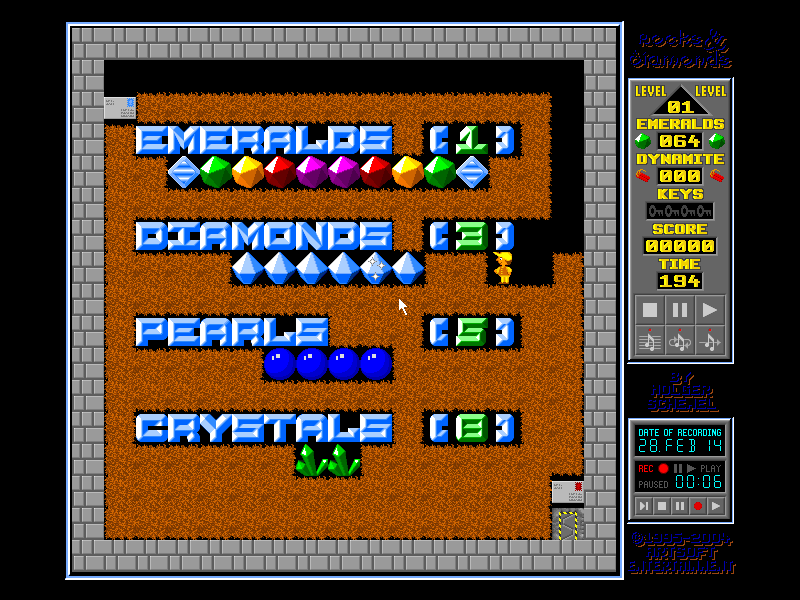 Rocks & Diamonds
LEVEL LEVEL
01
EMERALDS
064
DYNAMITE
000
KEYS
SCORE
00000
TIME
194
EMERALDS (1)
DIAMONDS (3)
PEARLS (5)
CRYSTALS (8)
BY
HOLGER
SCHEMEL
DATE OF RECORDING
28.FEB 14
REC PLAY
PAUSED 00:06
©1995-2004
ARTSOFT
ENTERTAINMENT